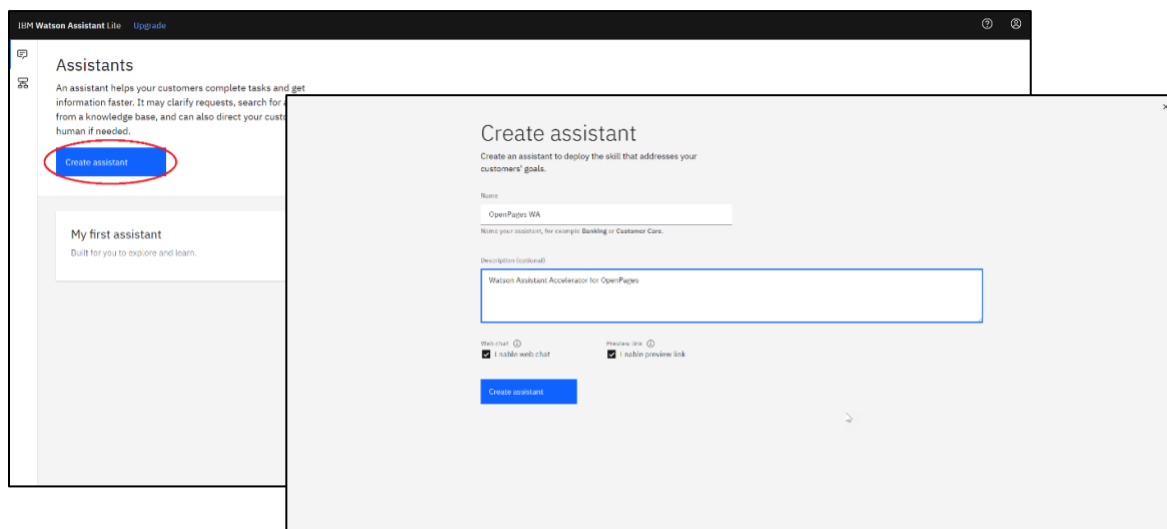 IBM Watson Assistant Lite Upgrade
Assistants
An assistant helps your customers complete tasks and get
information faster. It may clarify requests, search for
from a knowledge base, and can also direct your
human if needed.
Create assistant
My first assistant
Built for you to explore and learn.
Create assistant
Create an assistant to deploy the skill that addresses your
customers' goals.
Name
OpenPages WA
Name your assistant, for example Banking or Customer Care.
Description (optional)
Watson Assistant Accelerator for OpenPages
Web chat Preview link
Enable web chat Enable preview link
Create assistant